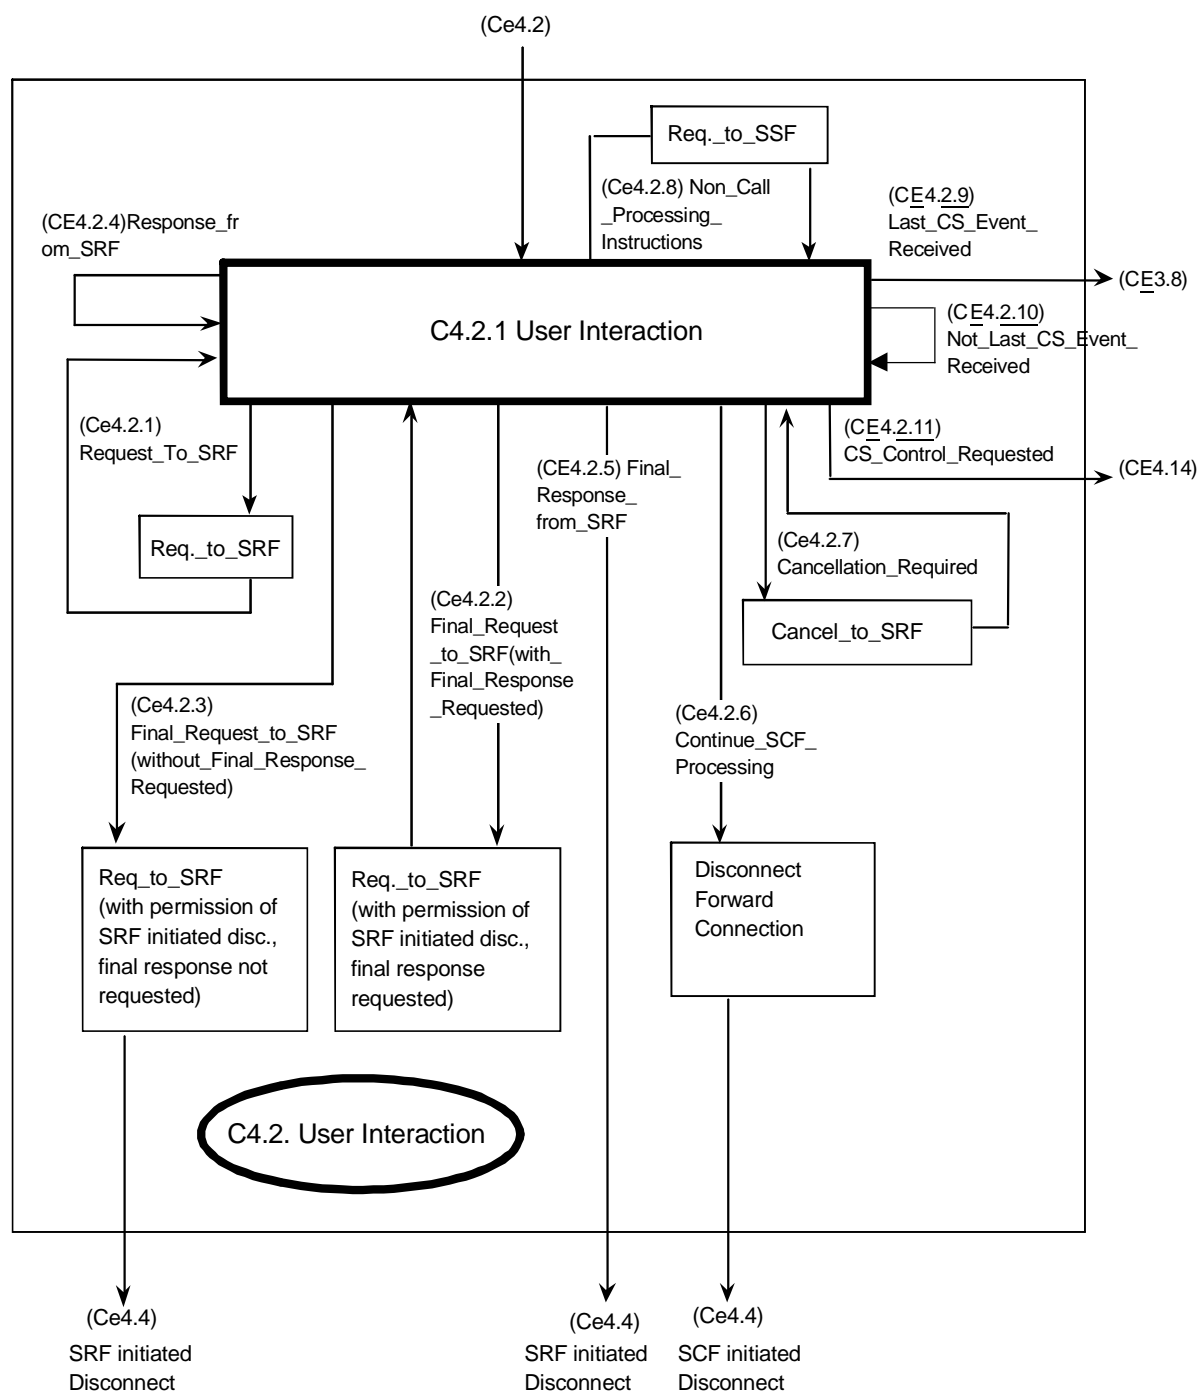 (Ce4.2)
Req._to_SSF
(Ce4.2.8) Non_Call
_Processing_
Instructions
(CE4.2.9)
Last_CS_Event_
Received
(CE4.2.4)Response_fr
om_SRF
(CE3.8)
C4.2.1 User Interaction
(CE4.2.10)
Not_Last_CS_Event_
Received
(Ce4.2.1)
Request_To_SRF
(CE4.2.11)
CS_Control_Requested
(CE4.14)
(CE4.2.5) Final_
Response_
from_SRF
Req._to_SRF
(Ce4.2.7)
Cancellation_Required
(Ce4.2.2)
Final_Request
_to_SRF(with_
Final_Response
_Requested)
Cancel_to_SRF
(Ce4.2.3)
Final_Request_to_SRF
(without_Final_Response_
Requested)
(Ce4.2.6)
Continue_SCF_
Processing
Req_to_SRF
(with permission of
SRF initiated disc.,
final response not
requested)
Req._to_SRF
(with permission of
SRF initiated disc.,
final response
requested)
Disconnect
Forward
Connection
C4.2. User Interaction
(Ce4.4)
SRF initiated
Disconnect
(Ce4.4)
SRF initiated
Disconnect
(Ce4.4)
SCF initiated
Disconnect